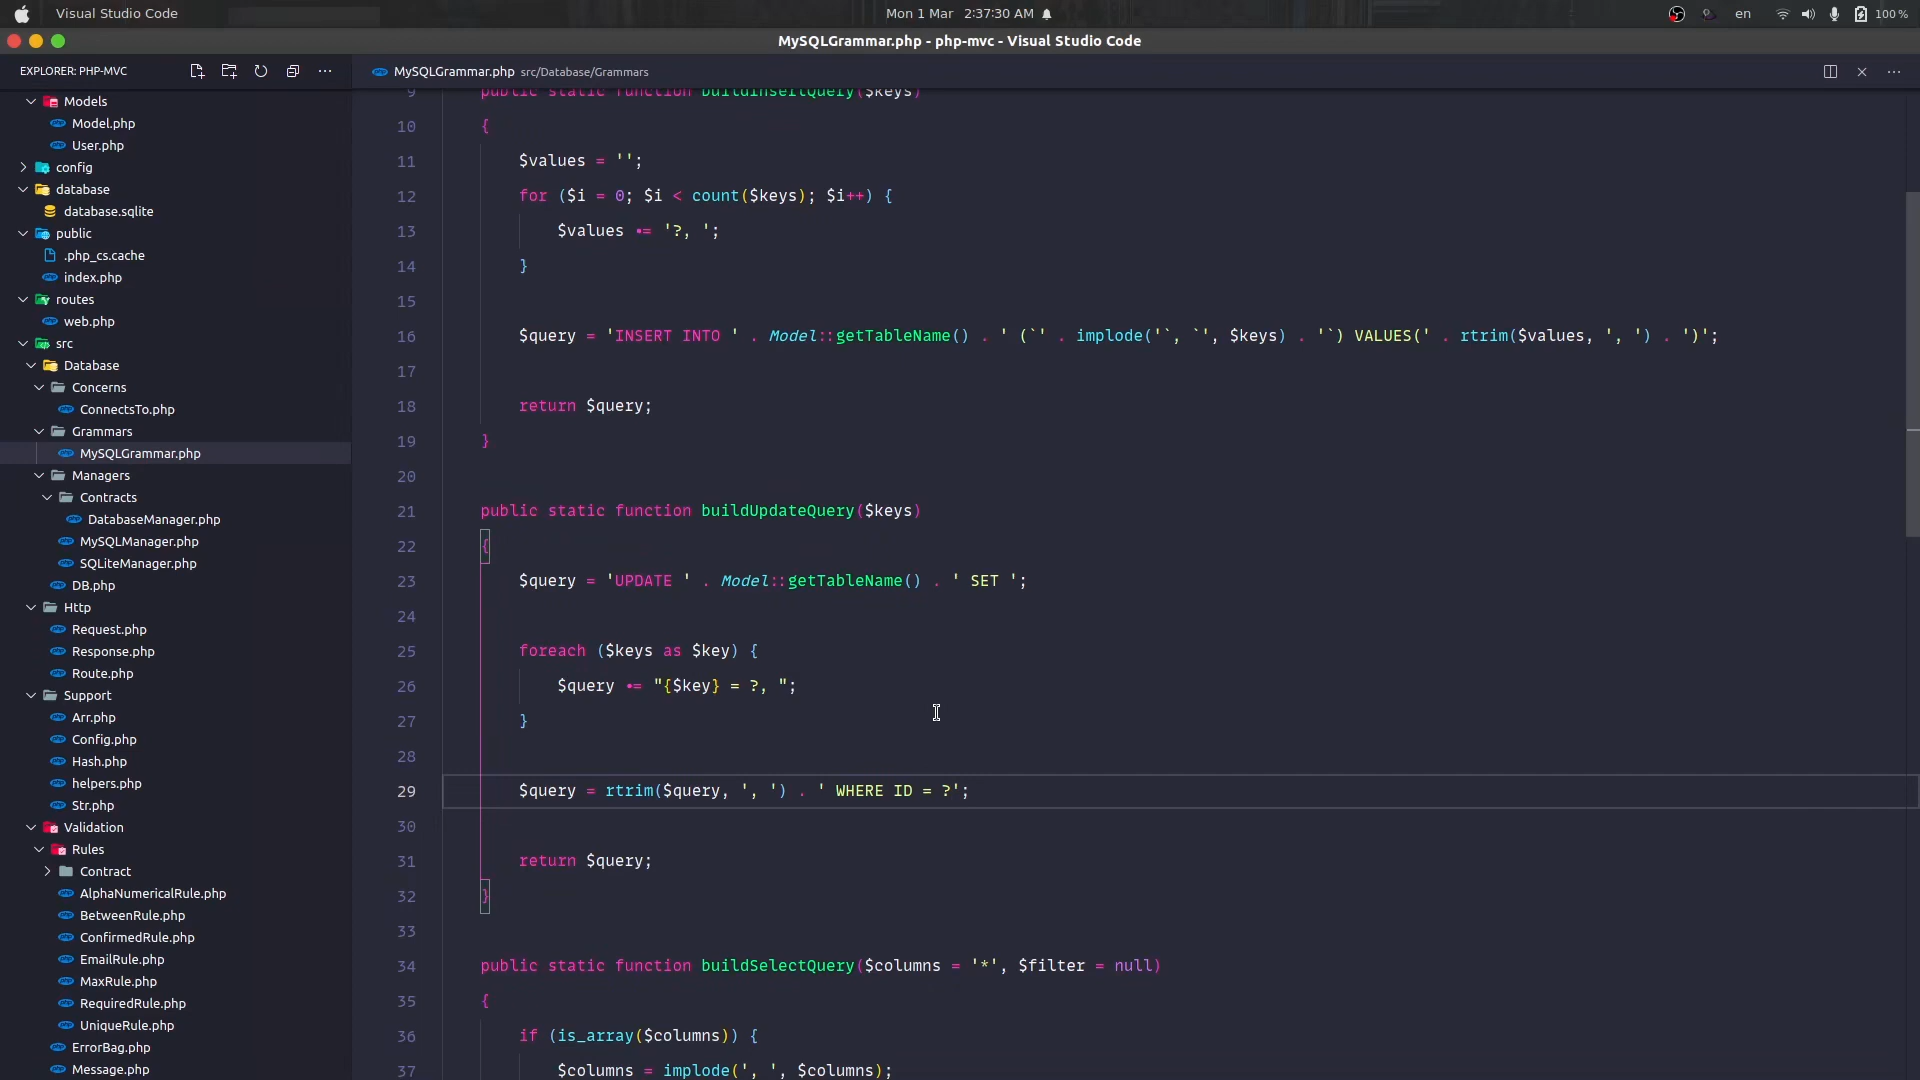 Visual Studio Code
Mon 1 Mar 2:37:30 AM
en
100 %
MySQLGrammar.php - php-mvc - Visual Studio Code
EXPLORER: PHP-MVC
MySQLGrammar.php src/Database/Grammars
Models
Model.php
User.php
config
database
database.sqlite
public
.php_cs.cache
index.php
routes
web.php
src
Database
Concerns
ConnectsTo.php
Grammars
MySQLGrammar.php
Managers
Contracts
DatabaseManager.php
MySQLManager.php
SQLiteManager.php
DB.php
Http
Request.php
Response.php
Route.php
Support
Arr.php
Config.php
Hash.php
helpers.php
Str.php
Validation
Rules
Contract
AlphaNumericalRule.php
BetweenRule.php
ConfirmedRule.php
EmailRule.php
MaxRule.php
RequiredRule.php
UniqueRule.php
ErrorBag.php
Message.php
9 public static function buildInsertQuery($keys)
10 {
11 $values = '';
12 for ($i = 0; $i < count($keys); $i++) {
13 $values .= '?, ';
14 }
15
16 $query = 'INSERT INTO ' . Model::getTableName() . ' (`' . implode('`, `', $keys) . '`) VALUES(' . rtrim($values, ', ') . ')';
17
18 return $query;
19 }
20
21 public static function buildUpdateQuery($keys)
22 {
23 $query = 'UPDATE ' . Model::getTableName() . ' SET ';
24
25 foreach ($keys as $key) {
26 $query .= "{$key} = ?, ";
27 }
28
29 $query = rtrim($query, ', ') . ' WHERE ID = ?';
30
31 return $query;
32 }
33
34 public static function buildSelectQuery($columns = '*', $filter = null)
35 {
36 if (is_array($columns)) {
37 $columns = implode(', ', $columns);